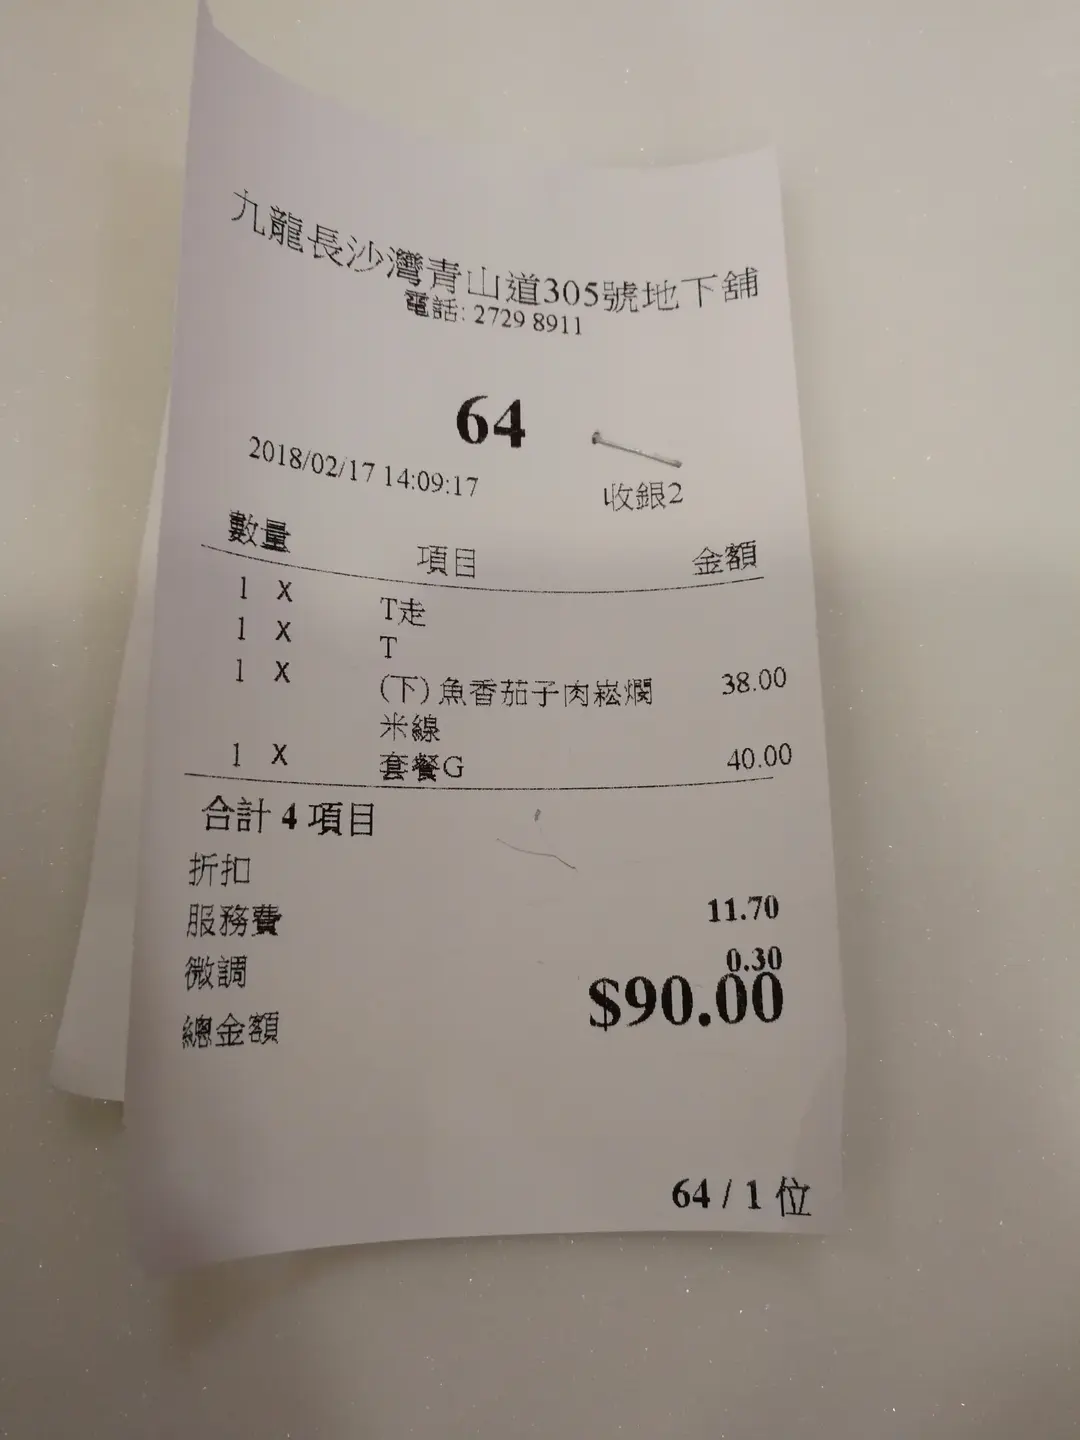 九龍長沙灣青山道305號地下舖
電話: 2729 8911
64
2018/02/17 14:09:17 收銀2
數量 項目 金額
1 X T走
1 X T
1 X (下) 魚香茄子肉崧燜 38.00
米線
1 X 套餐G 40.00
合計 4 項目
折扣
服務費 11.70
微調 0.30
總金額 $90.00
64 / 1 位